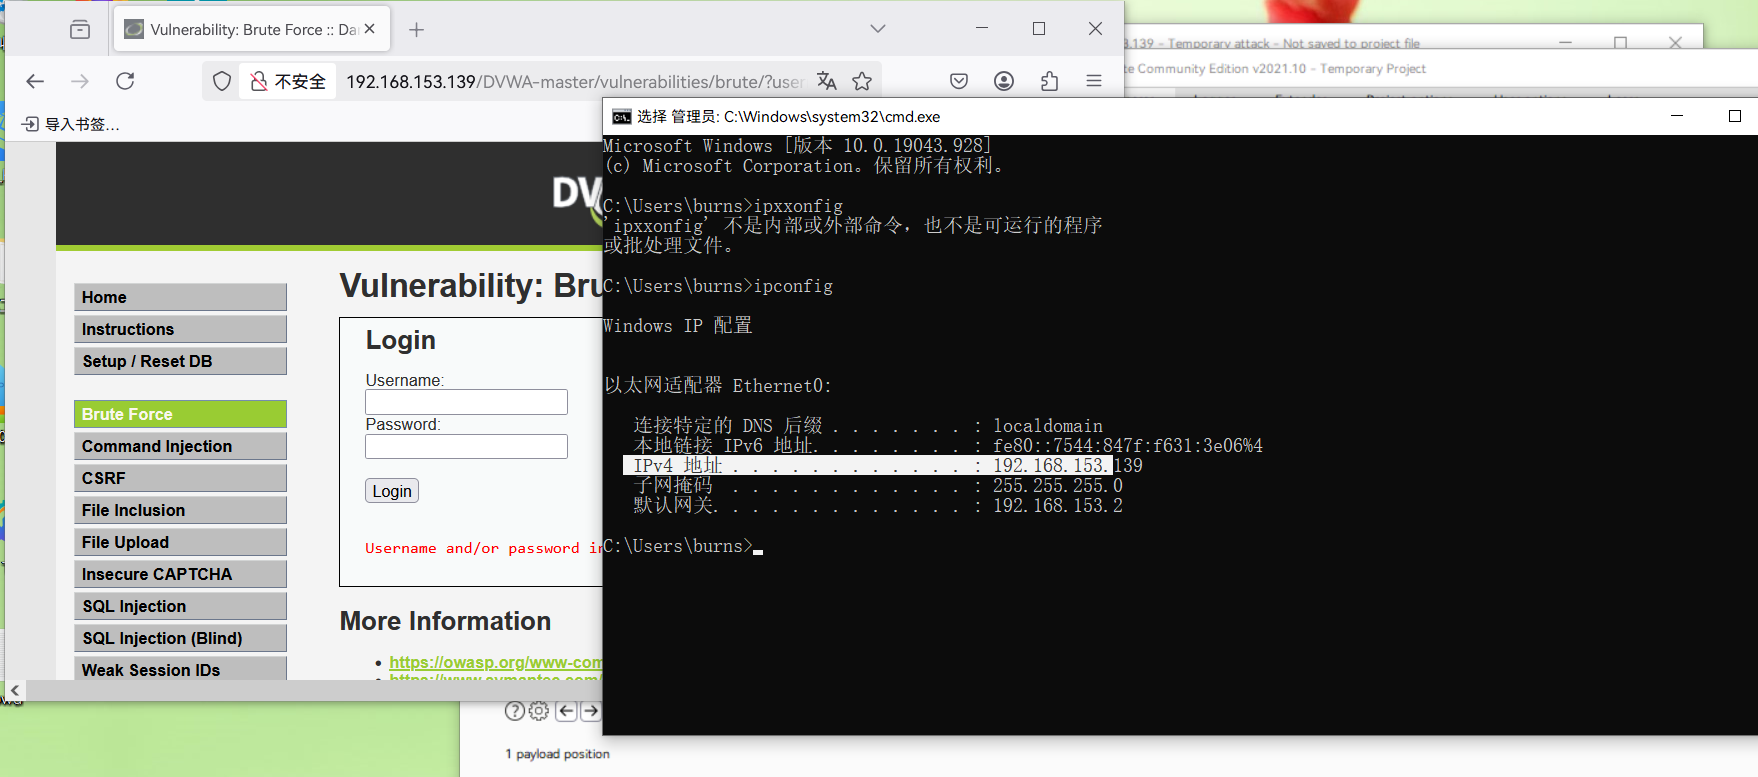 Vulnerability: Brute Force :: Da
不安全
192.168.153.139/DVWA-master/vulnerabilities/brute/?user
导入书签...
3.139 - Temporary attack - Not saved to project file
te Community Edition v2021.10 - Temporary Project
DV
Home
Instructions
Setup / Reset DB
Brute Force
Command Injection
CSRF
File Inclusion
File Upload
Insecure CAPTCHA
SQL Injection
SQL Injection (Blind)
Weak Session IDs
Vulnerability: Bru
Login
Username:
Password:
Login
Username and/or password in
More Information
https://owasp.org/www-com
https://www.symantec.com/
选择 管理员: C:\Windows\system32\cmd.exe
Microsoft Windows [版本 10.0.19043.928]
(c) Microsoft Corporation。保留所有权利。
C:\Users\burns>ipxxonfig
'ipxxonfig' 不是内部或外部命令，也不是可运行的程序
或批处理文件。
C:\Users\burns>ipconfig
Windows IP 配置
以太网适配器 Ethernet0:
连接特定的 DNS 后缀 . . . . . . . : localdomain
本地链接 IPv6 地址. . . . . . . . : fe80::7544:847f:f631:3e06%4
IPv4 地址 . . . . . . . . . . . . : 192.168.153.139
子网掩码  . . . . . . . . . . . . : 255.255.255.0
默认网关. . . . . . . . . . . . . : 192.168.153.2
C:\Users\burns>
1 payload position